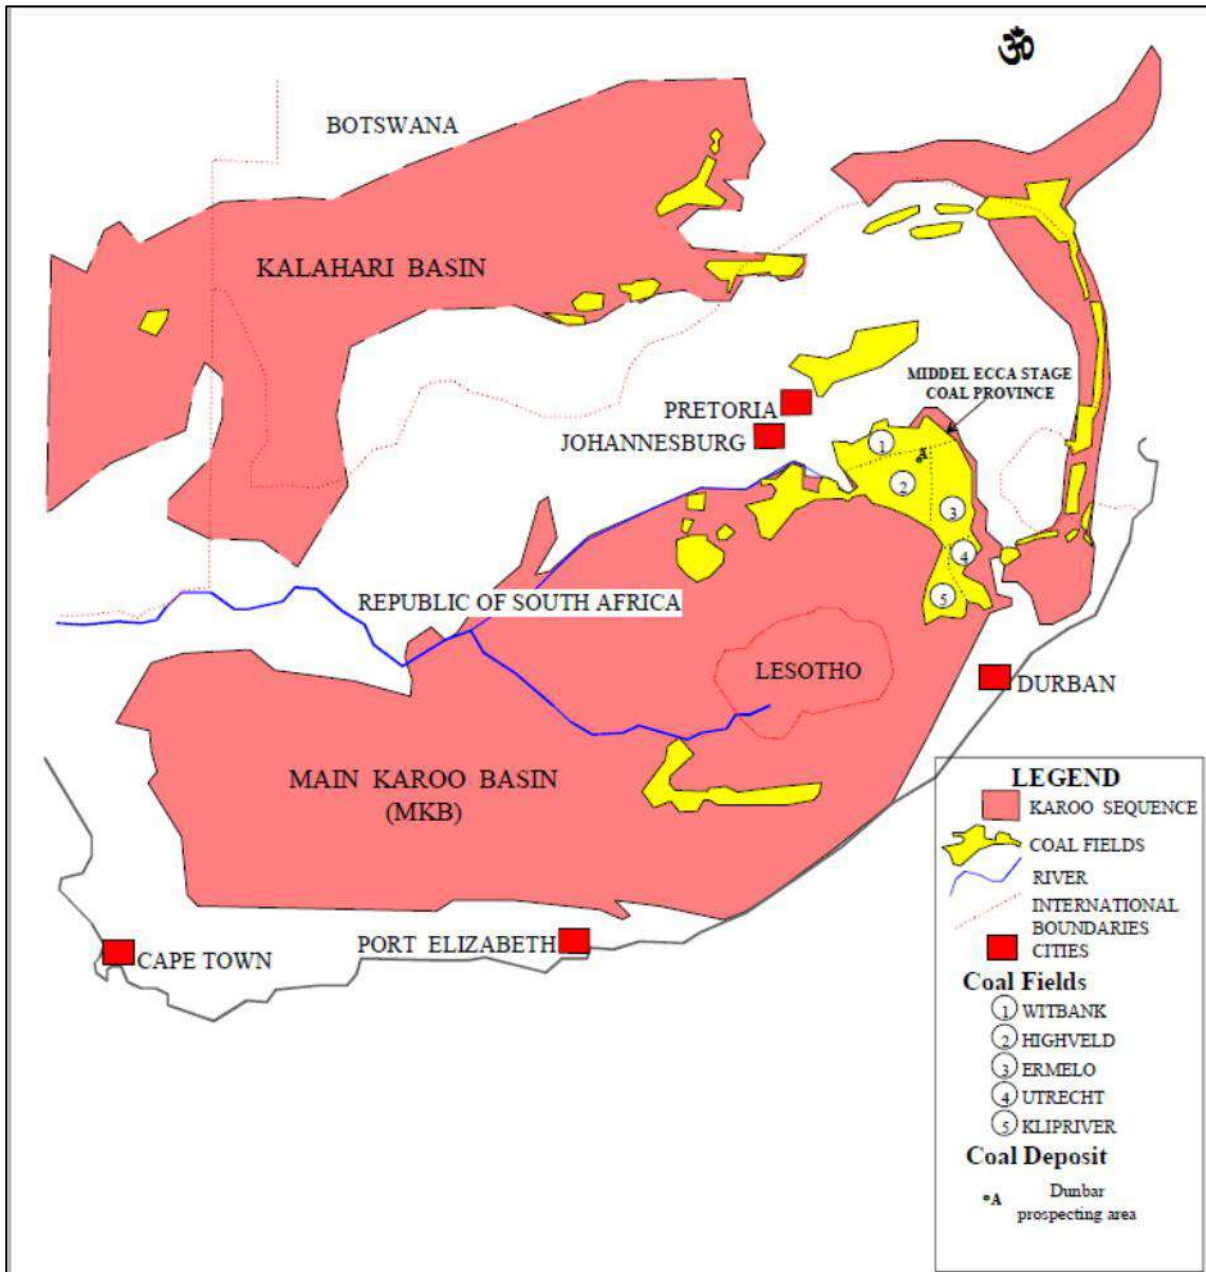 ॐ
BOTSWANA
KALAHARI BASIN
MIDDEL ECCA STAGE
COAL PROVINCE
PRETORIA
JOHANNESBURG
1
A
2
3
4
5
REPUBLIC OF SOUTH AFRICA
LESOTHO
DURBAN
MAIN KAROO BASIN
(MKB)
PORT ELIZABETH
CAPE TOWN
LEGEND
KAROO SEQUENCE
COAL FIELDS
RIVER
INTERNATIONAL
BOUNDARIES
CITIES
Coal Fields
1 WITBANK
2 HIGHVELD
3 ERMELO
4 UTRECHT
5 KLIPRIVER
Coal Deposit
A Dunbar
prospecting area